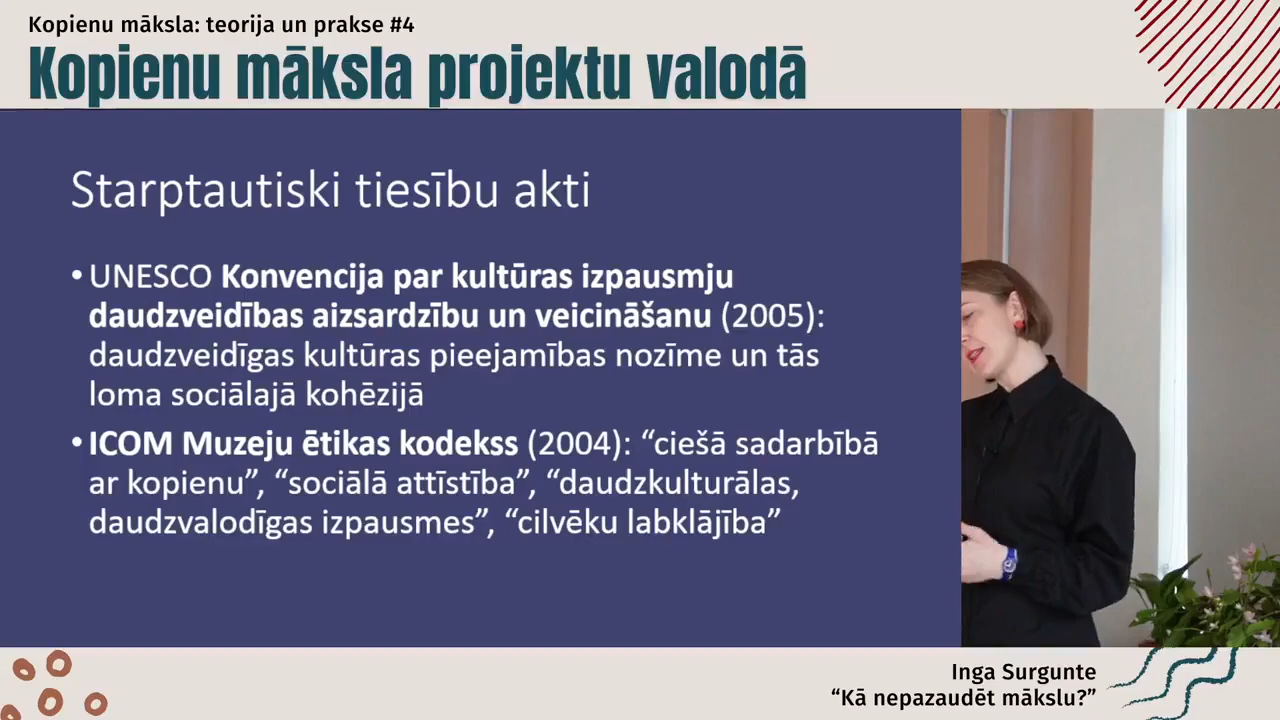 Kopienu māksla: teorija un prakse #4
Kopienu māksla projektu valodā
Starptautiski tiesību akti
• UNESCO Konvencija par kultūras izpausmju
daudzveidības aizsardzību un veicināšanu (2005):
daudzveidīgas kultūras pieejamības nozīme un tās
loma sociālajā kohēzijā
• ICOM Muzeju ētikas kodekss (2004): “ciešā sadarbībā
ar kopienu”, “sociālā attīstība”, “daudzkulturālas,
daudzvalodīgas izpausmes”, “cilvēku labklājība”
Inga Surgunte
“Kā nepazaudēt mākslu?”